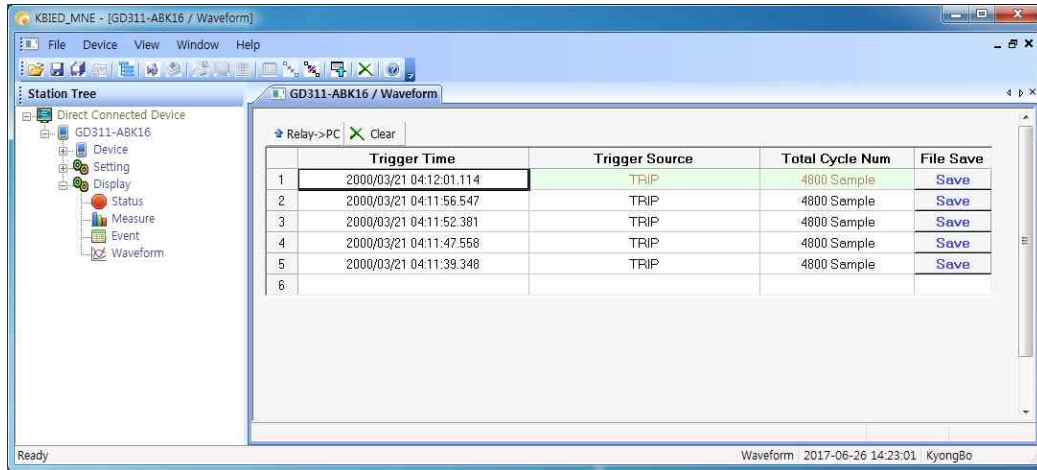 KBIED_MNE - [GD311-ABK16 / Waveform]
File Device View Window Help
Station Tree
GD311-ABK16 / Waveform
Direct Connected Device
GD311-ABK16
Device
Setting
Display
Status
Measure
Event
Waveform
Relay->PC Clear
Trigger Time Trigger Source Total Cycle Num File Save
1 2000/03/21 04:12:01.114 TRIP 4800 Sample Save
2 2000/03/21 04:11:56.547 TRIP 4800 Sample Save
3 2000/03/21 04:11:52.381 TRIP 4800 Sample Save
4 2000/03/21 04:11:47.558 TRIP 4800 Sample Save
5 2000/03/21 04:11:39.348 TRIP 4800 Sample Save
6
Ready Waveform 2017-06-26 14:23:01 KyongBo